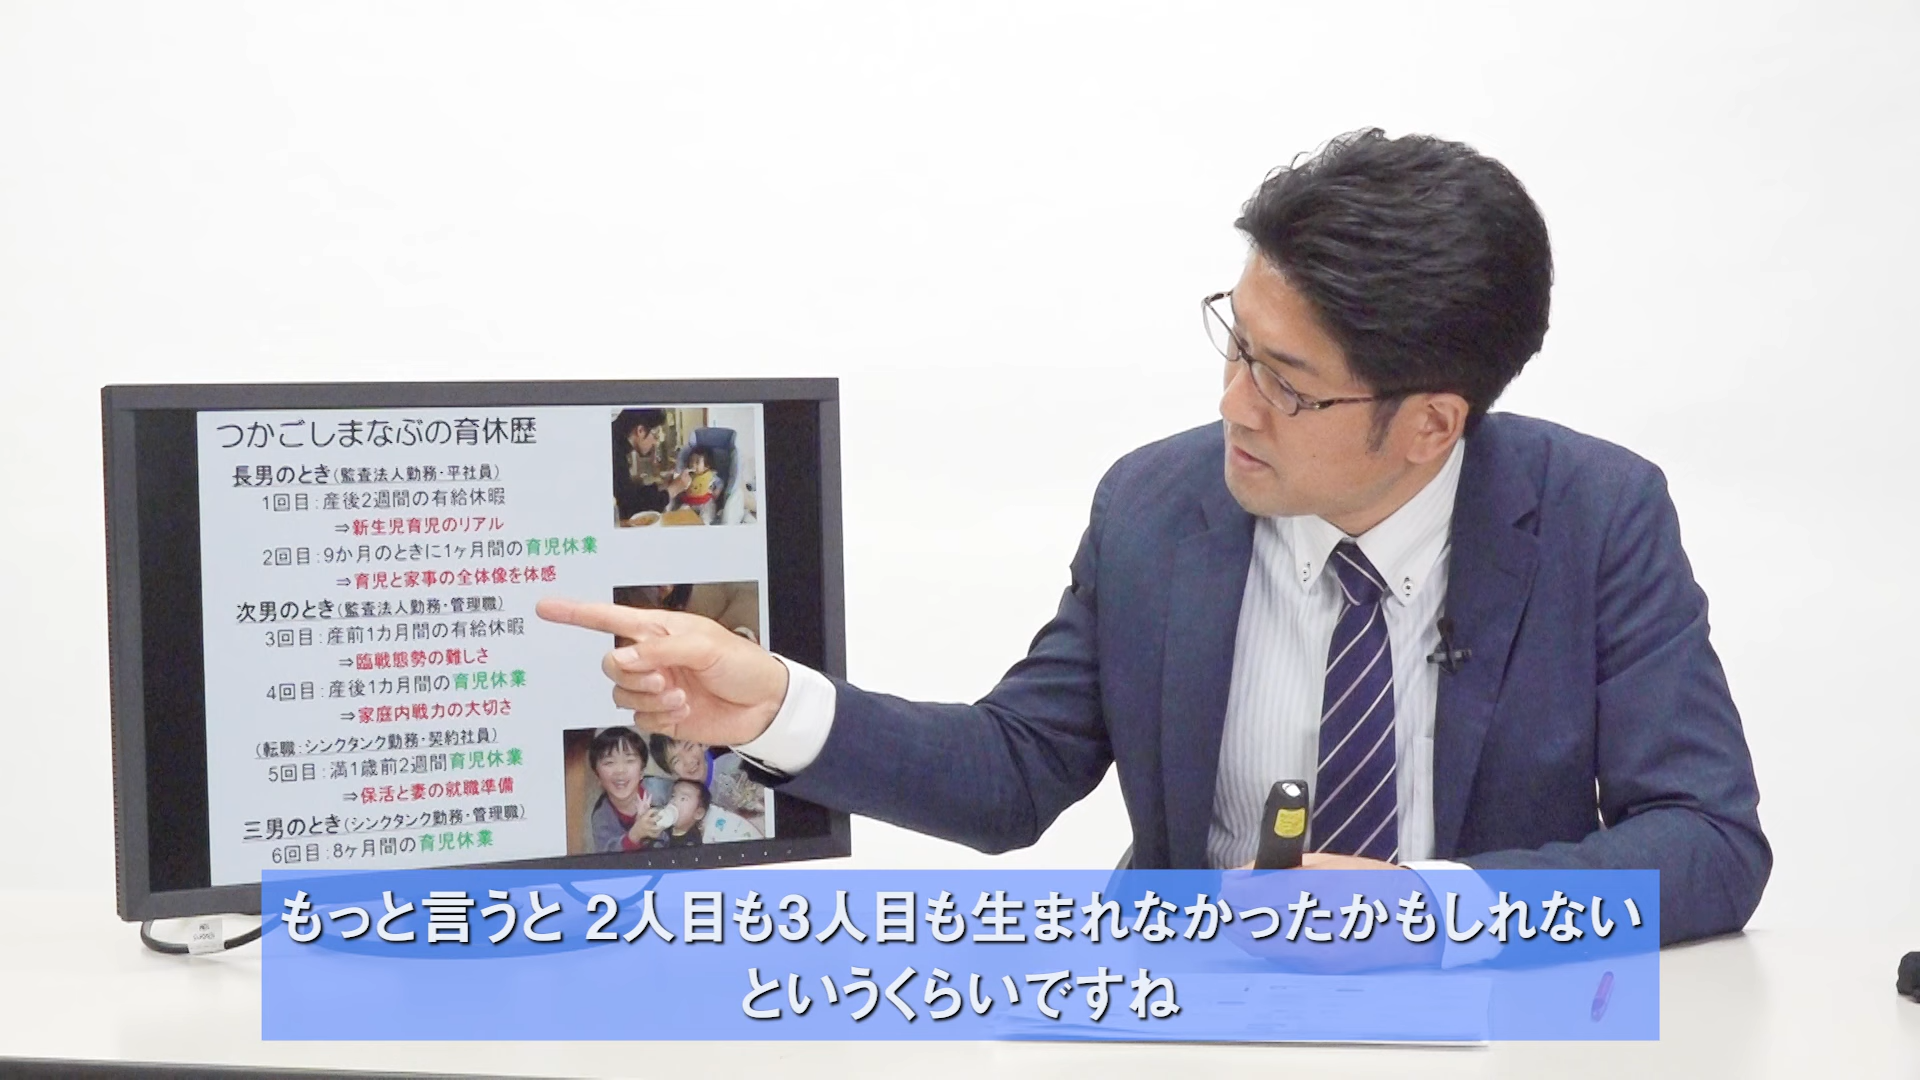 つかごしまなぶの育休歴
長男のとき(監査法人勤務・平社員)
1回目:産後2週間の有給休暇
⇒新生児育児のリアル
2回目:9か月のときに1ヶ月間の育児休業
⇒育児と家事の全体像を体感
次男のとき(監査法人勤務・管理職)
3回目:産前1カ月間の有給休暇
⇒臨戦態勢の難しさ
4回目:産後1カ月間の育児休業
⇒家庭内戦力の大切さ
(転職:シンクタンク勤務・契約社員)
5回目:満1歳前2週間育児休業
⇒保活と妻の就職準備
三男のとき(シンクタンク勤務・管理職)
6回目:8ヶ月間の育児休業
もっと言うと 2人目も3人目も生まれなかったかもしれない
というくらいですね